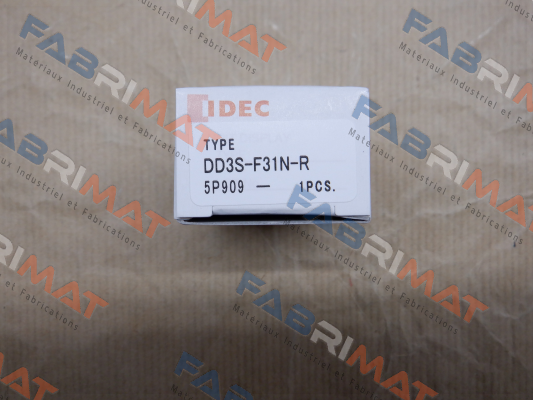 IDEC
TYPE
DD3S-F31N-R
5P909 — 1PCS.
FABRIMAT
Materiaux Industriel et Fabrications